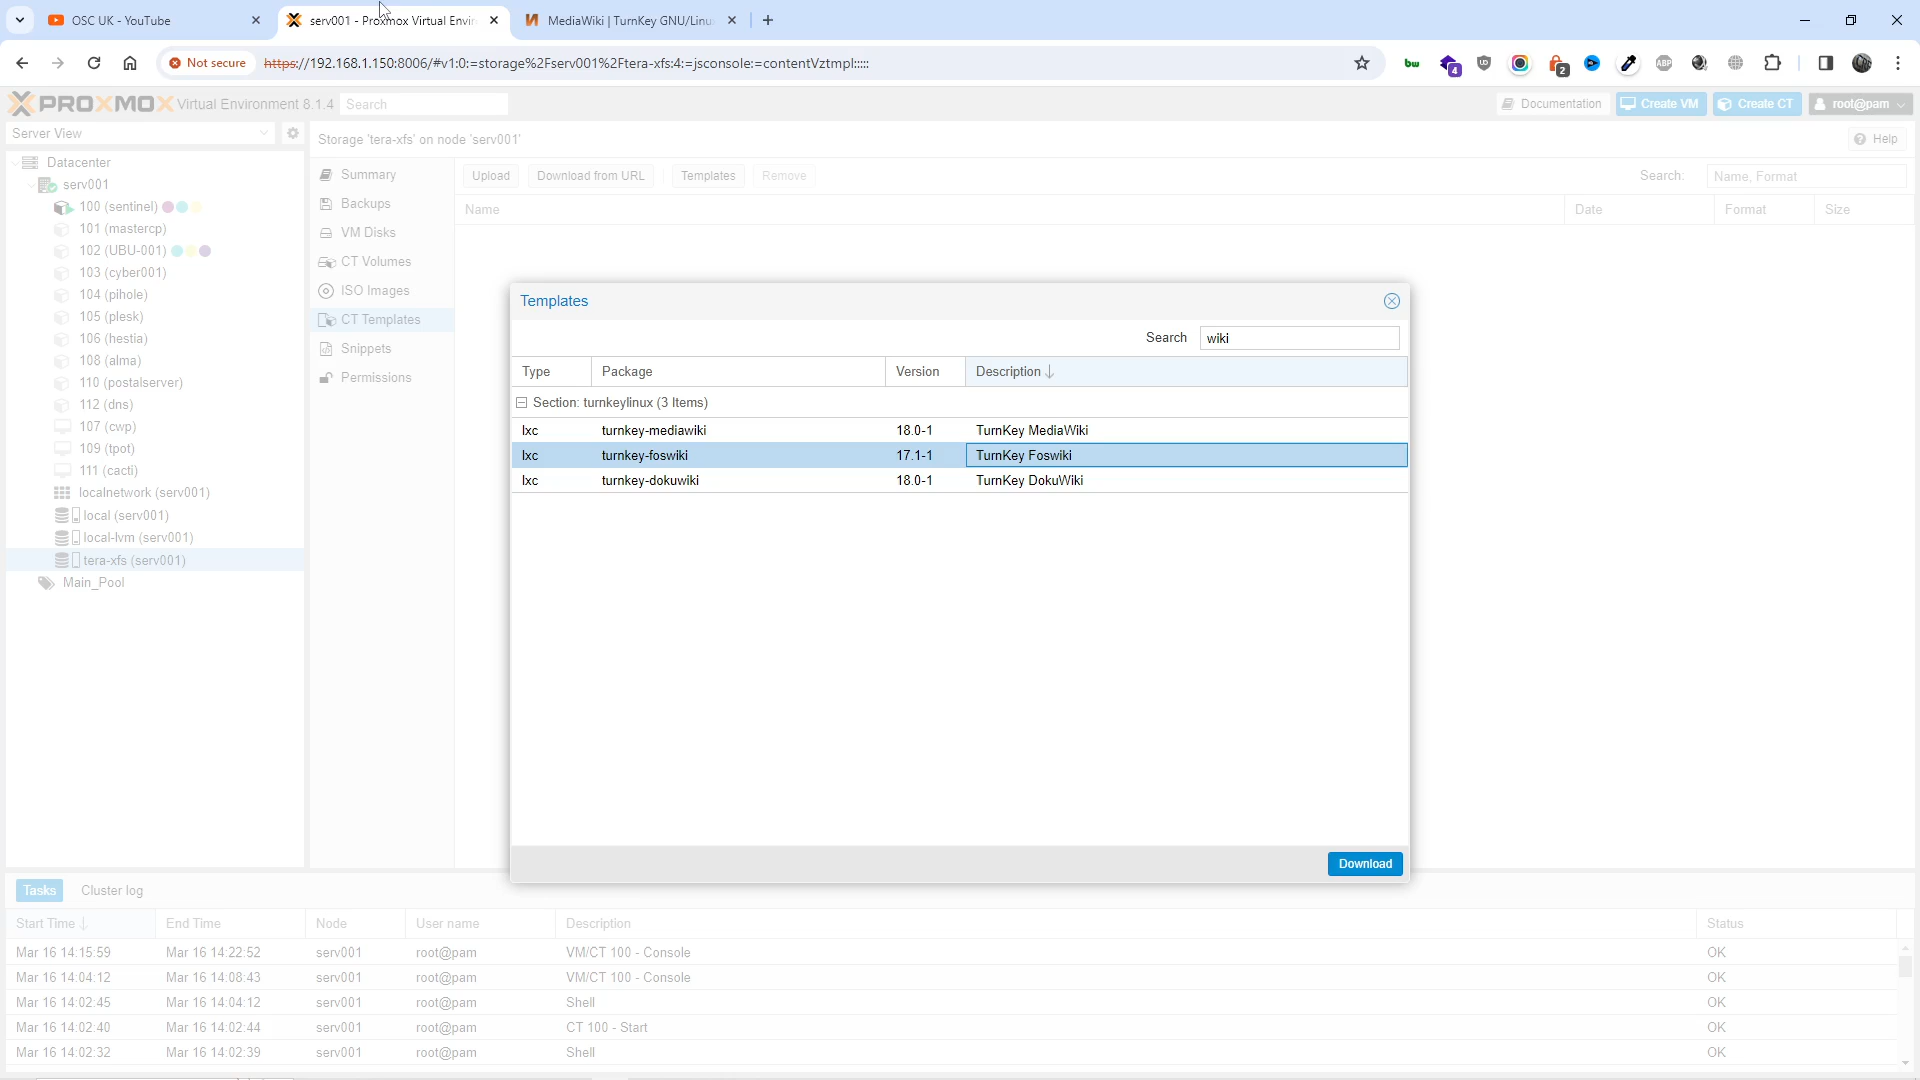 OSC UK - YouTube
serv001 - Proxmox Virtual Envir
MediaWiki | TurnKey GNU/Linu
Not secure
https://192.168.1.150:8006/#v1:0:=storage%2Fserv001%2Ftera-xfs:4:=jsconsole:=contentVztmpl:::::
bw
4
2
ABP
PROXMOX Virtual Environment 8.1.4
Search
Documentation
Create VM
Create CT
root@pam
Server View
Storage 'tera-xfs' on node 'serv001'
Help
Datacenter
serv001
100 (sentinel)
101 (mastercp)
102 (UBU-001)
103 (cyber001)
104 (pihole)
105 (plesk)
106 (hestia)
108 (alma)
110 (postalserver)
112 (dns)
107 (cwp)
109 (tpot)
111 (cacti)
localnetwork (serv001)
local (serv001)
local-lvm (serv001)
tera-xfs (serv001)
Main_Pool
Summary
Backups
VM Disks
CT Volumes
ISO Images
CT Templates
Snippets
Permissions
Upload
Download from URL
Templates
Remove
Search:
Name, Format
Name
Date
Format
Size
Templates
Search
wiki
Type Package Version Description
Section: turnkeylinux (3 Items)
lxc turnkey-mediawiki 18.0-1 TurnKey MediaWiki
lxc turnkey-foswiki 17.1-1 TurnKey Foswiki
lxc turnkey-dokuwiki 18.0-1 TurnKey DokuWiki
Download
Tasks Cluster log
Start Time End Time Node User name Description Status
Mar 16 14:15:59 Mar 16 14:22:52 serv001 root@pam VM/CT 100 - Console OK
Mar 16 14:04:12 Mar 16 14:08:43 serv001 root@pam VM/CT 100 - Console OK
Mar 16 14:02:45 Mar 16 14:04:12 serv001 root@pam Shell OK
Mar 16 14:02:40 Mar 16 14:02:44 serv001 root@pam CT 100 - Start OK
Mar 16 14:02:32 Mar 16 14:02:39 serv001 root@pam Shell OK